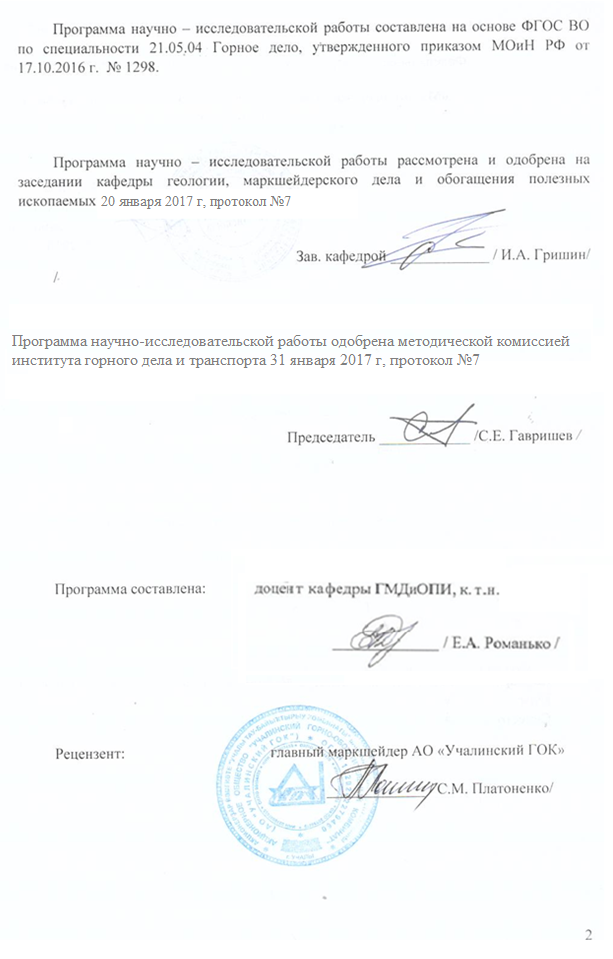 Программа научно – исследовательской работы составлена на основе ФГОС ВО
по специальности 21.05.04 Горное дело, утвержденного приказом МОиН РФ от
17.10.2016 г. № 1298.
Программа научно – исследовательской работы рассмотрена и одобрена на
заседании кафедры геологии, маркшейдерского дела и обогащения полезных
ископаемых 20 января 2017 г, протокол №7
Зав. кафедрой ____________ / И.А. Гришин/
/
Программа научно-исследовательской работы одобрена методической комиссией
института горного дела и транспорта 31 января 2017 г, протокол №7
Председатель ____________ /С.Е. Гавришев /
Программа составлена: доцент кафедры ГМДиОПИ, к.т.н.
____________ / Е.А. Романько /
Рецензент: главный маркшейдер АО «Учалинский ГОК»
____________ С.М. Платоненко/
2